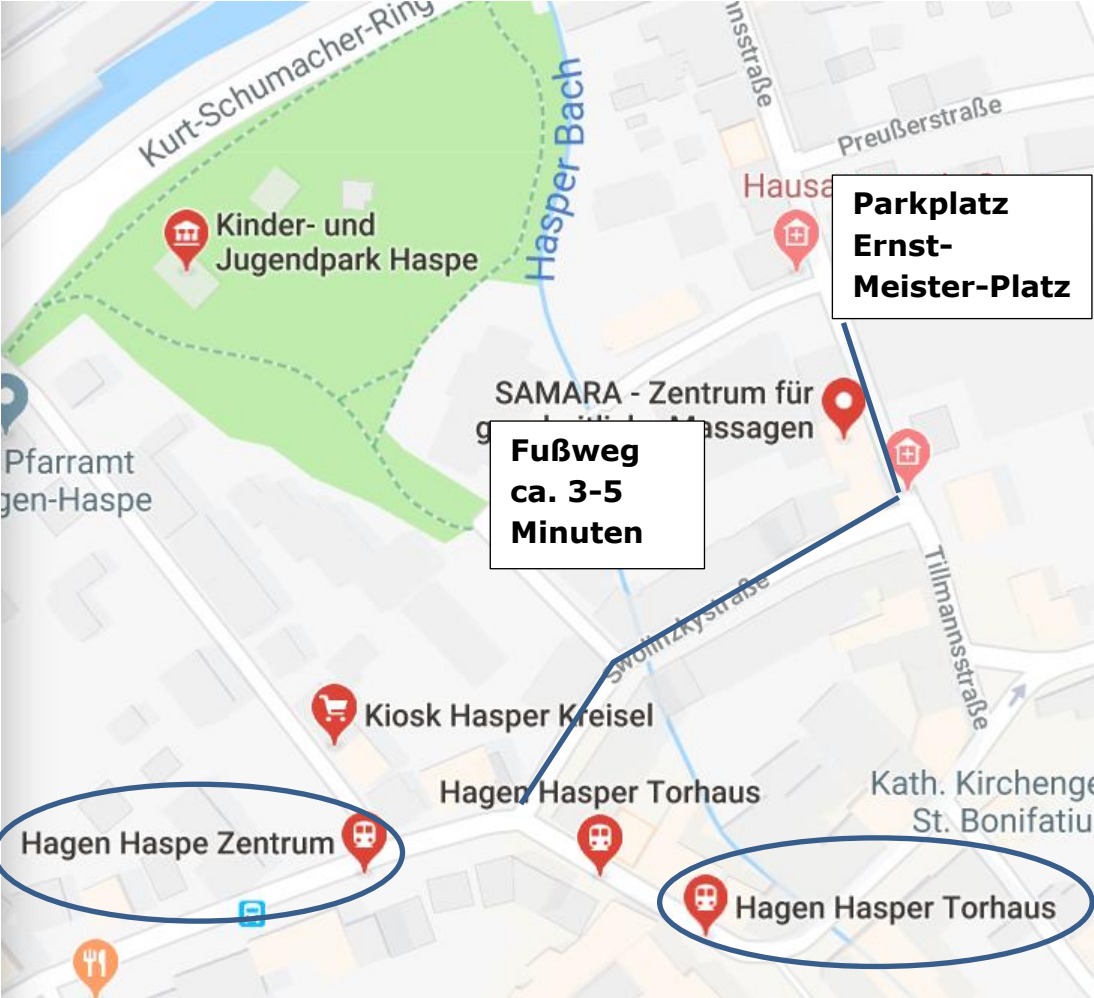 Kurt-Schumacher-Ring
Hasper Bach
Preußerstraße
Parkplatz
Ernst-
Meister-Platz
Kinder- und
Jugendpark Haspe
SAMARA - Zentrum für
Massagen
Fußweg
ca. 3-5
Minuten
Pfarramt
gen-Haspe
Swolinzkystraße
Tillmannsstraße
Kiosk Hasper Kreisel
Hagen Hasper Torhaus
Kath. Kirchenge
St. Bonifatiu
Hagen Haspe Zentrum
Hagen Hasper Torhaus